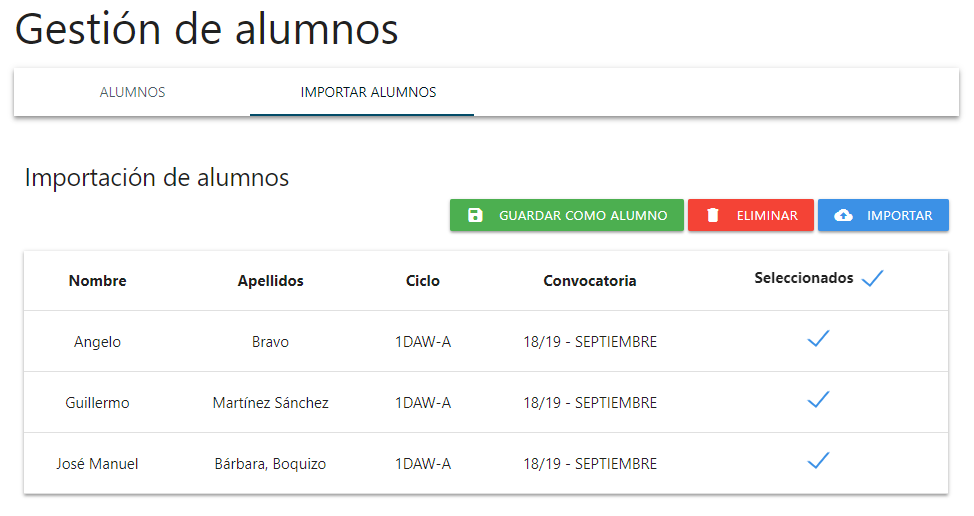 Gestión de alumnos
ALUMNOS IMPORTAR ALUMNOS
Importación de alumnos
GUARDAR COMO ALUMNO ELIMINAR IMPORTAR
Nombre Apellidos Ciclo Convocatoria Seleccionados
Angelo Bravo 1DAW-A 18/19 - SEPTIEMBRE
Guillermo Martínez Sánchez 1DAW-A 18/19 - SEPTIEMBRE
José Manuel Bárbara, Boquizo 1DAW-A 18/19 - SEPTIEMBRE